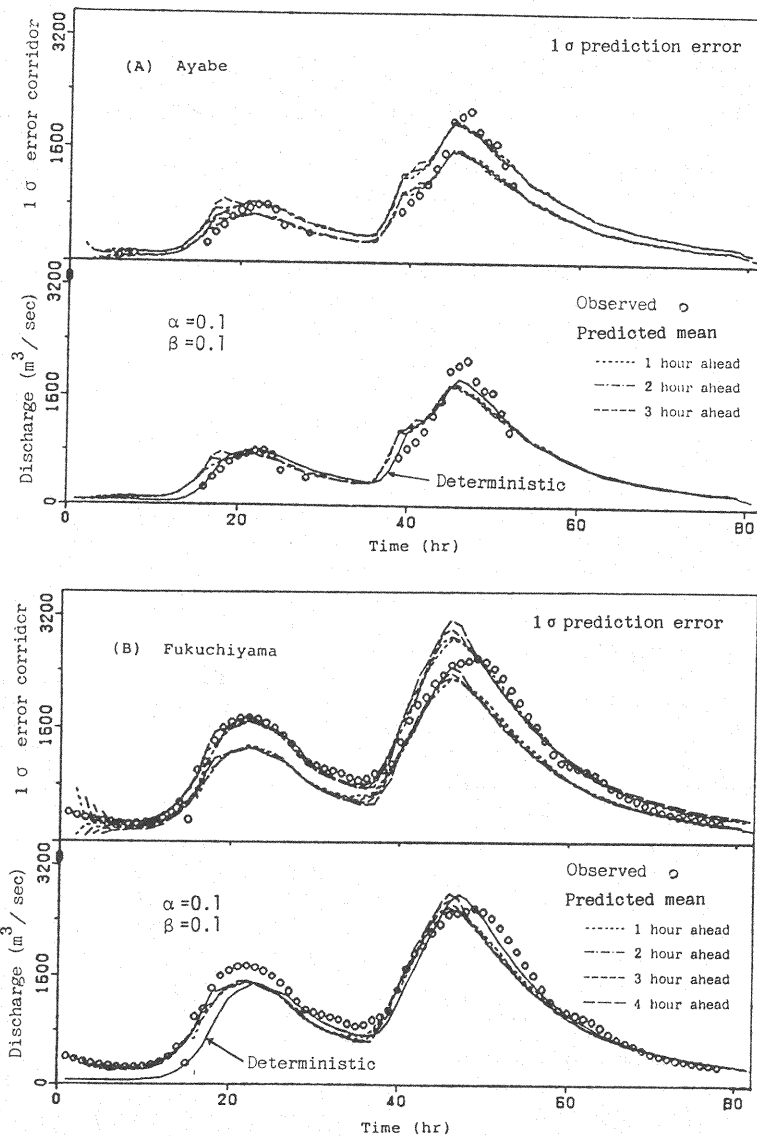 3200
1 σ prediction error
(A) Ayabe
1600
1 σ error corridor
3200
Observed
α =0.1
β =0.1
Predicted mean
1 hour ahead
1600
2 hour ahead
3 hour ahead
Discharge (m³/sec)
Deterministic
0
0 20 40 60 80
Time (hr)
3200
1 σ prediction error
(B) Fukuchiyama
1600
1 σ error corridor
3200
Observed
α =0.1
β =0.1
Predicted mean
1 hour ahead
2 hour ahead
1600
3 hour ahead
4 hour ahead
Discharge (m³/sec)
Deterministic
0
0 20 40 60 80
Time (hr)